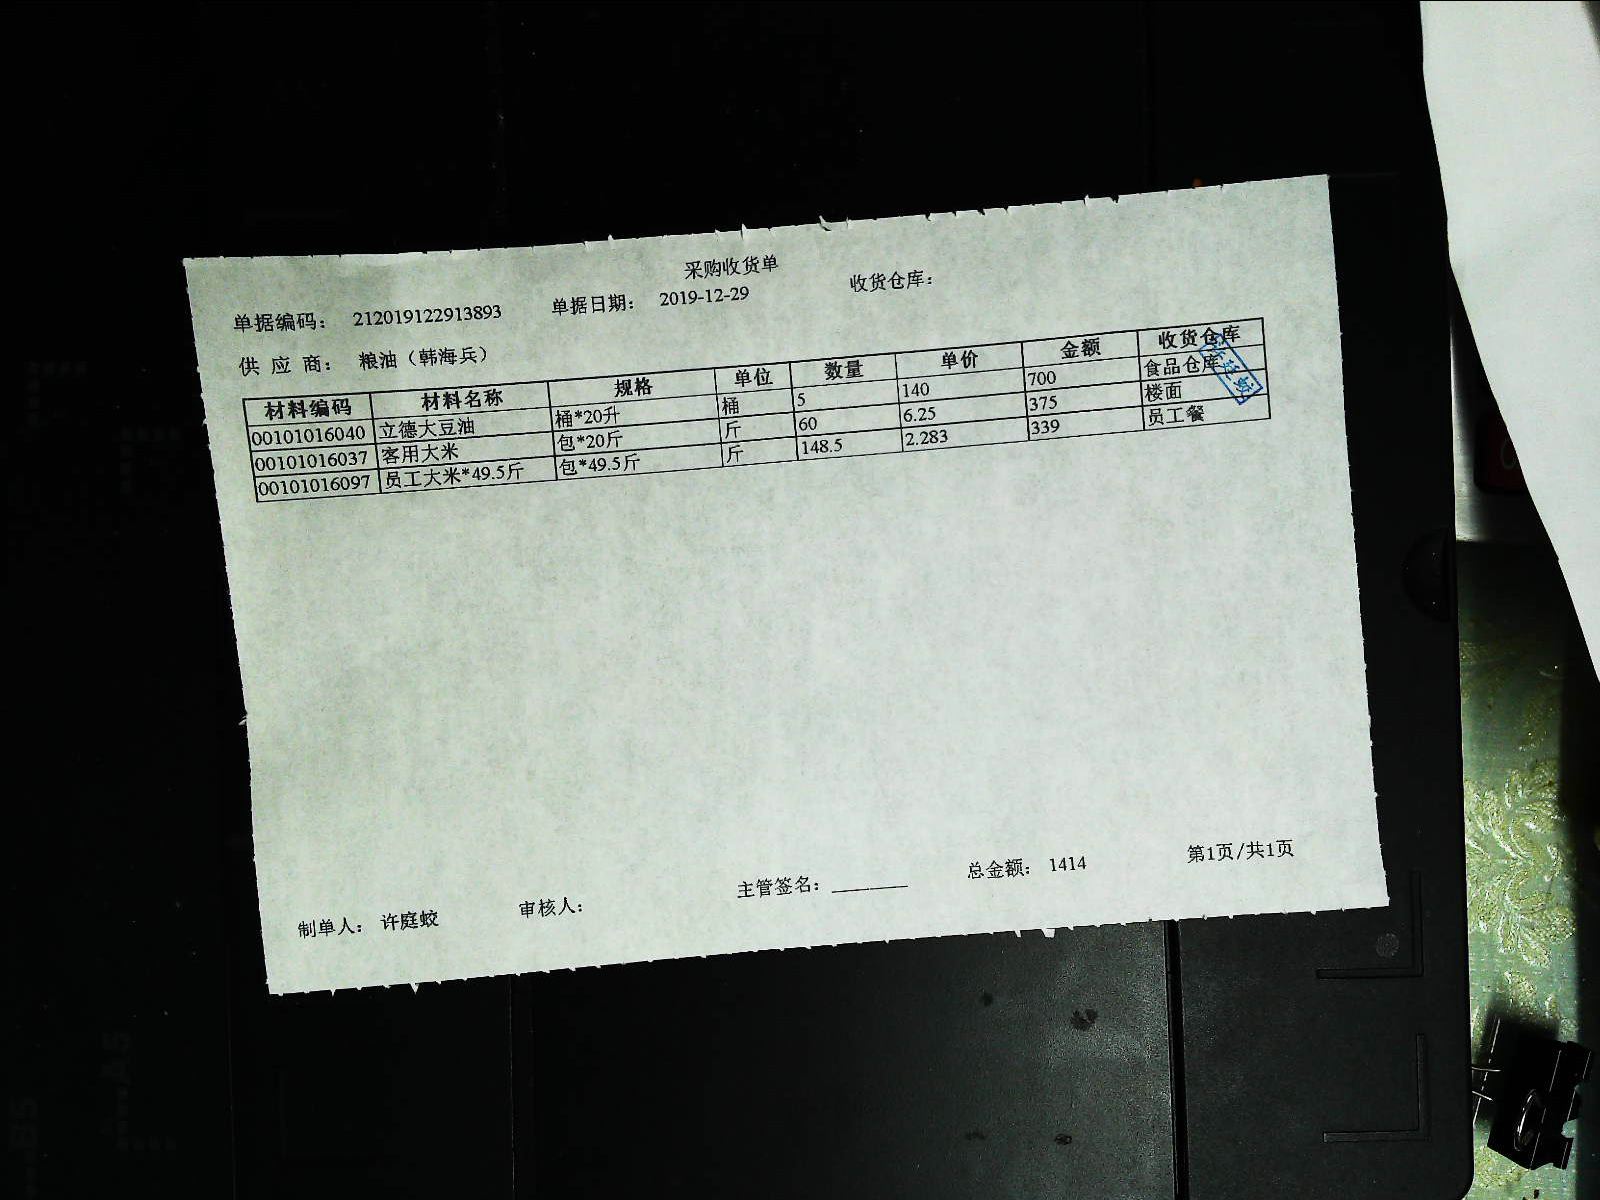 采购收货单
单据编码： 212019122913893 单据日期： 2019-12-29 收货仓库：
供 应 商： 粮油（韩海兵）
材料编码 材料名称 规格 单位 数量 单价 金额 收货仓库
00101016040 立德大豆油 桶*20升 桶 5 140 700 食品仓库
00101016037 客用大米 包*20斤 斤 60 6.25 375 楼面
00101016097 员工大米*49.5斤 包*49.5斤 斤 148.5 2.283 339 员工餐
制单人： 许庭蛟 审核人： 主管签名： 总金额： 1414 第1页/共1页
A5
B5